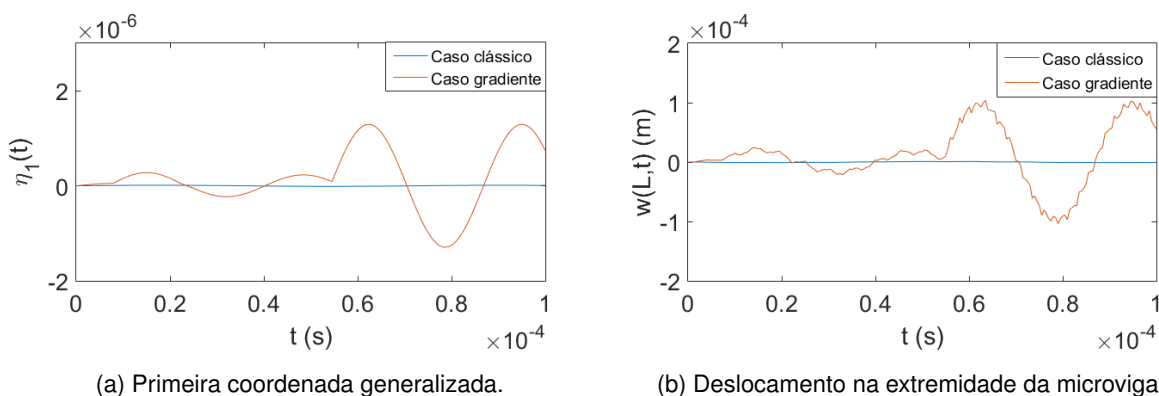 ×10⁻⁶
Caso clássico
Caso gradiente
2
0
-2
η₁(t)
0 0.2 0.4 0.6 0.8 1
t (s)
×10⁻⁴
(a) Primeira coordenada generalizada.
×10⁻⁴
Caso clássico
Caso gradiente
2
1
0
-1
-2
w(L,t) (m)
0 0.2 0.4 0.6 0.8 1
t (s)
×10⁻⁴
(b) Deslocamento na extremidade da microviga